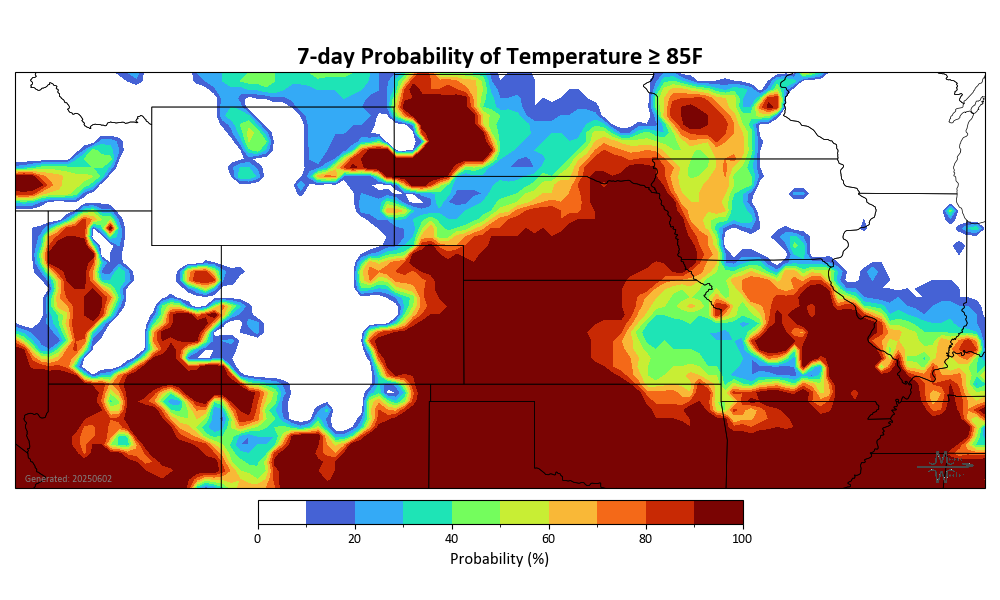 7-day Probability of Temperature ≥ 85F
Generated: 20250602
0 20 40 60 80 100
Probability (%)